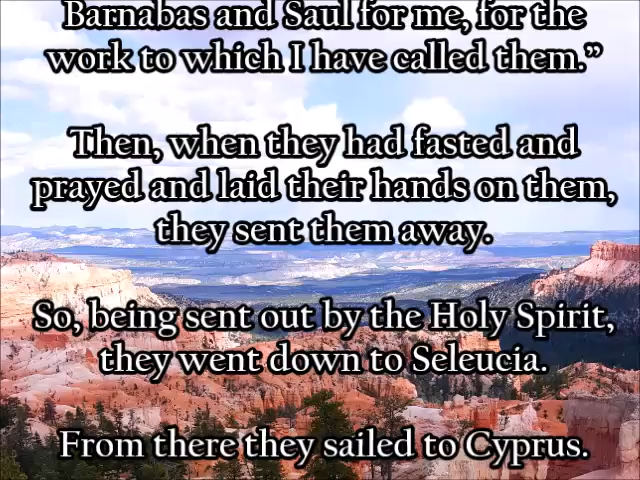 Barnabas and Saul for me, for the
work to which I have called them.”
Then, when they had fasted and
prayed and laid their hands on them,
they sent them away.
So, being sent out by the Holy Spirit,
they went down to Seleucia.
From there they sailed to Cyprus.